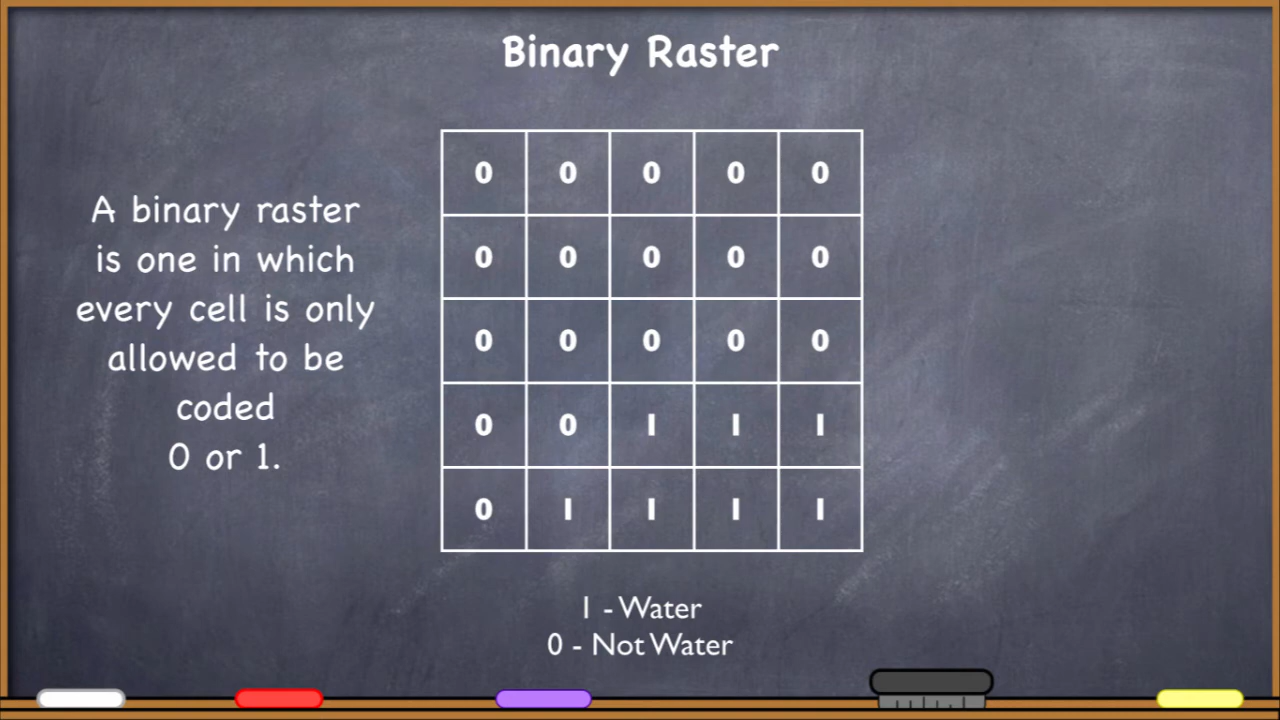 Binary Raster
A binary raster
is one in which
every cell is only
allowed to be
coded
0 or 1.
0 0 0 0 0
0 0 0 0 0
0 0 0 0 0
0 0 1 1 1
0 1 1 1 1
1 - Water
0 - Not Water